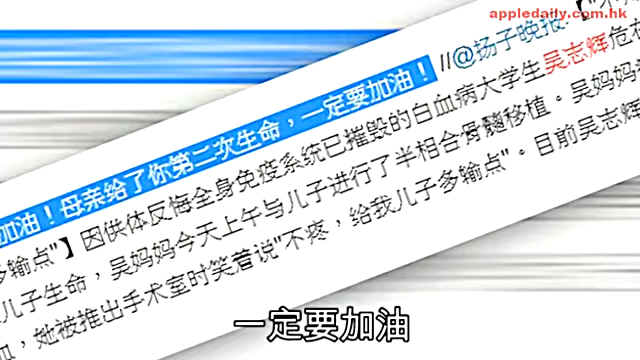 appledaily.com.hk
加油！母亲给了你第二次生命，一定要加油！//@扬子晚报:
多输点"】因供体反悔全身免疫系统已摧毁的白血病大学生吴志辉危在
儿子生命，吴妈妈今天上午与儿子进行了半相合骨髓移植。吴妈妈
血，她被推出手术室时笑着说"不疼，给我儿子多输点"。目前吴志辉
一定要加油